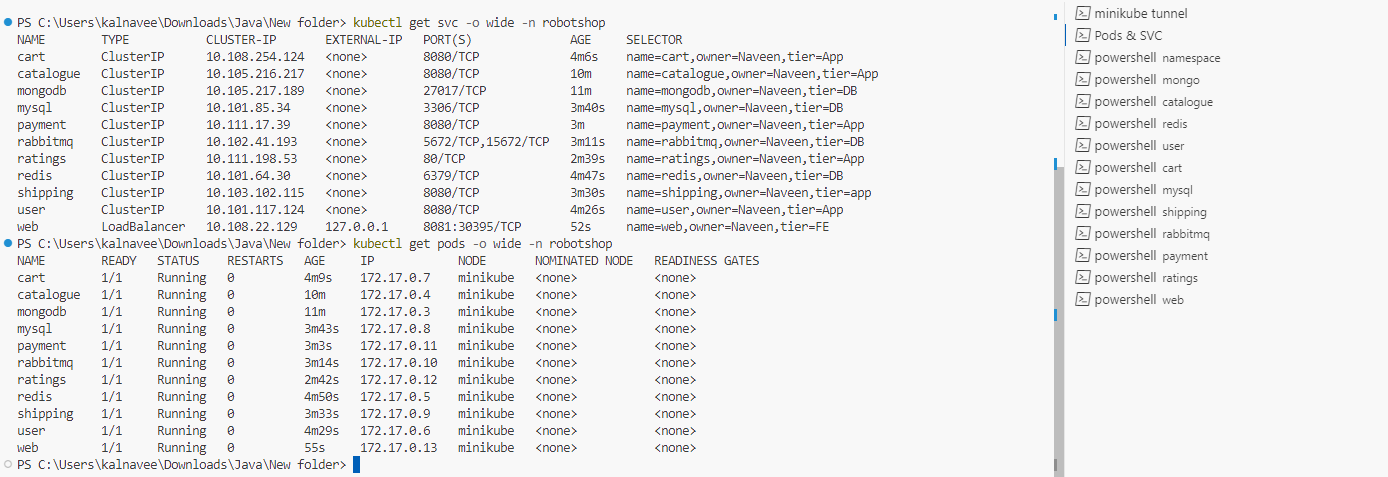 PS C:\Users\kalnavee\Downloads\Java\New folder> kubectl get svc -o wide -n robotshop
NAME TYPE CLUSTER-IP EXTERNAL-IP PORT(S) AGE SELECTOR
cart ClusterIP 10.108.254.124 <none> 8080/TCP 4m6s name=cart,owner=Naveen,tier=App
catalogue ClusterIP 10.105.216.217 <none> 8080/TCP 10m name=catalogue,owner=Naveen,tier=App
mongodb ClusterIP 10.105.217.189 <none> 27017/TCP 11m name=mongodb,owner=Naveen,tier=DB
mysql ClusterIP 10.101.85.34 <none> 3306/TCP 3m40s name=mysql,owner=Naveen,tier=DB
payment ClusterIP 10.111.17.39 <none> 8080/TCP 3m name=payment,owner=Naveen,tier=App
rabbitmq ClusterIP 10.102.41.193 <none> 5672/TCP,15672/TCP 3m11s name=rabbitmq,owner=Naveen,tier=DB
ratings ClusterIP 10.111.198.53 <none> 80/TCP 2m39s name=ratings,owner=Naveen,tier=App
redis ClusterIP 10.101.64.30 <none> 6379/TCP 4m47s name=redis,owner=Naveen,tier=DB
shipping ClusterIP 10.103.102.115 <none> 8080/TCP 3m30s name=shipping,owner=Naveen,tier=app
user ClusterIP 10.101.117.124 <none> 8080/TCP 4m26s name=user,owner=Naveen,tier=App
web LoadBalancer 10.108.22.129 127.0.0.1 8081:30395/TCP 52s name=web,owner=Naveen,tier=FE
PS C:\Users\kalnavee\Downloads\Java\New folder> kubectl get pods -o wide -n robotshop
NAME READY STATUS RESTARTS AGE IP NODE NOMINATED NODE READINESS GATES
cart 1/1 Running 0 4m9s 172.17.0.7 minikube <none> <none>
catalogue 1/1 Running 0 10m 172.17.0.4 minikube <none> <none>
mongodb 1/1 Running 0 11m 172.17.0.3 minikube <none> <none>
mysql 1/1 Running 0 3m43s 172.17.0.8 minikube <none> <none>
payment 1/1 Running 0 3m3s 172.17.0.11 minikube <none> <none>
rabbitmq 1/1 Running 0 3m14s 172.17.0.10 minikube <none> <none>
ratings 1/1 Running 0 2m42s 172.17.0.12 minikube <none> <none>
redis 1/1 Running 0 4m50s 172.17.0.5 minikube <none> <none>
shipping 1/1 Running 0 3m33s 172.17.0.9 minikube <none> <none>
user 1/1 Running 0 4m29s 172.17.0.6 minikube <none> <none>
web 1/1 Running 0 55s 172.17.0.13 minikube <none> <none>
PS C:\Users\kalnavee\Downloads\Java\New folder>
minikube tunnel
Pods & SVC
powershell namespace
powershell mongo
powershell catalogue
powershell redis
powershell user
powershell cart
powershell mysql
powershell shipping
powershell rabbitmq
powershell payment
powershell ratings
powershell web